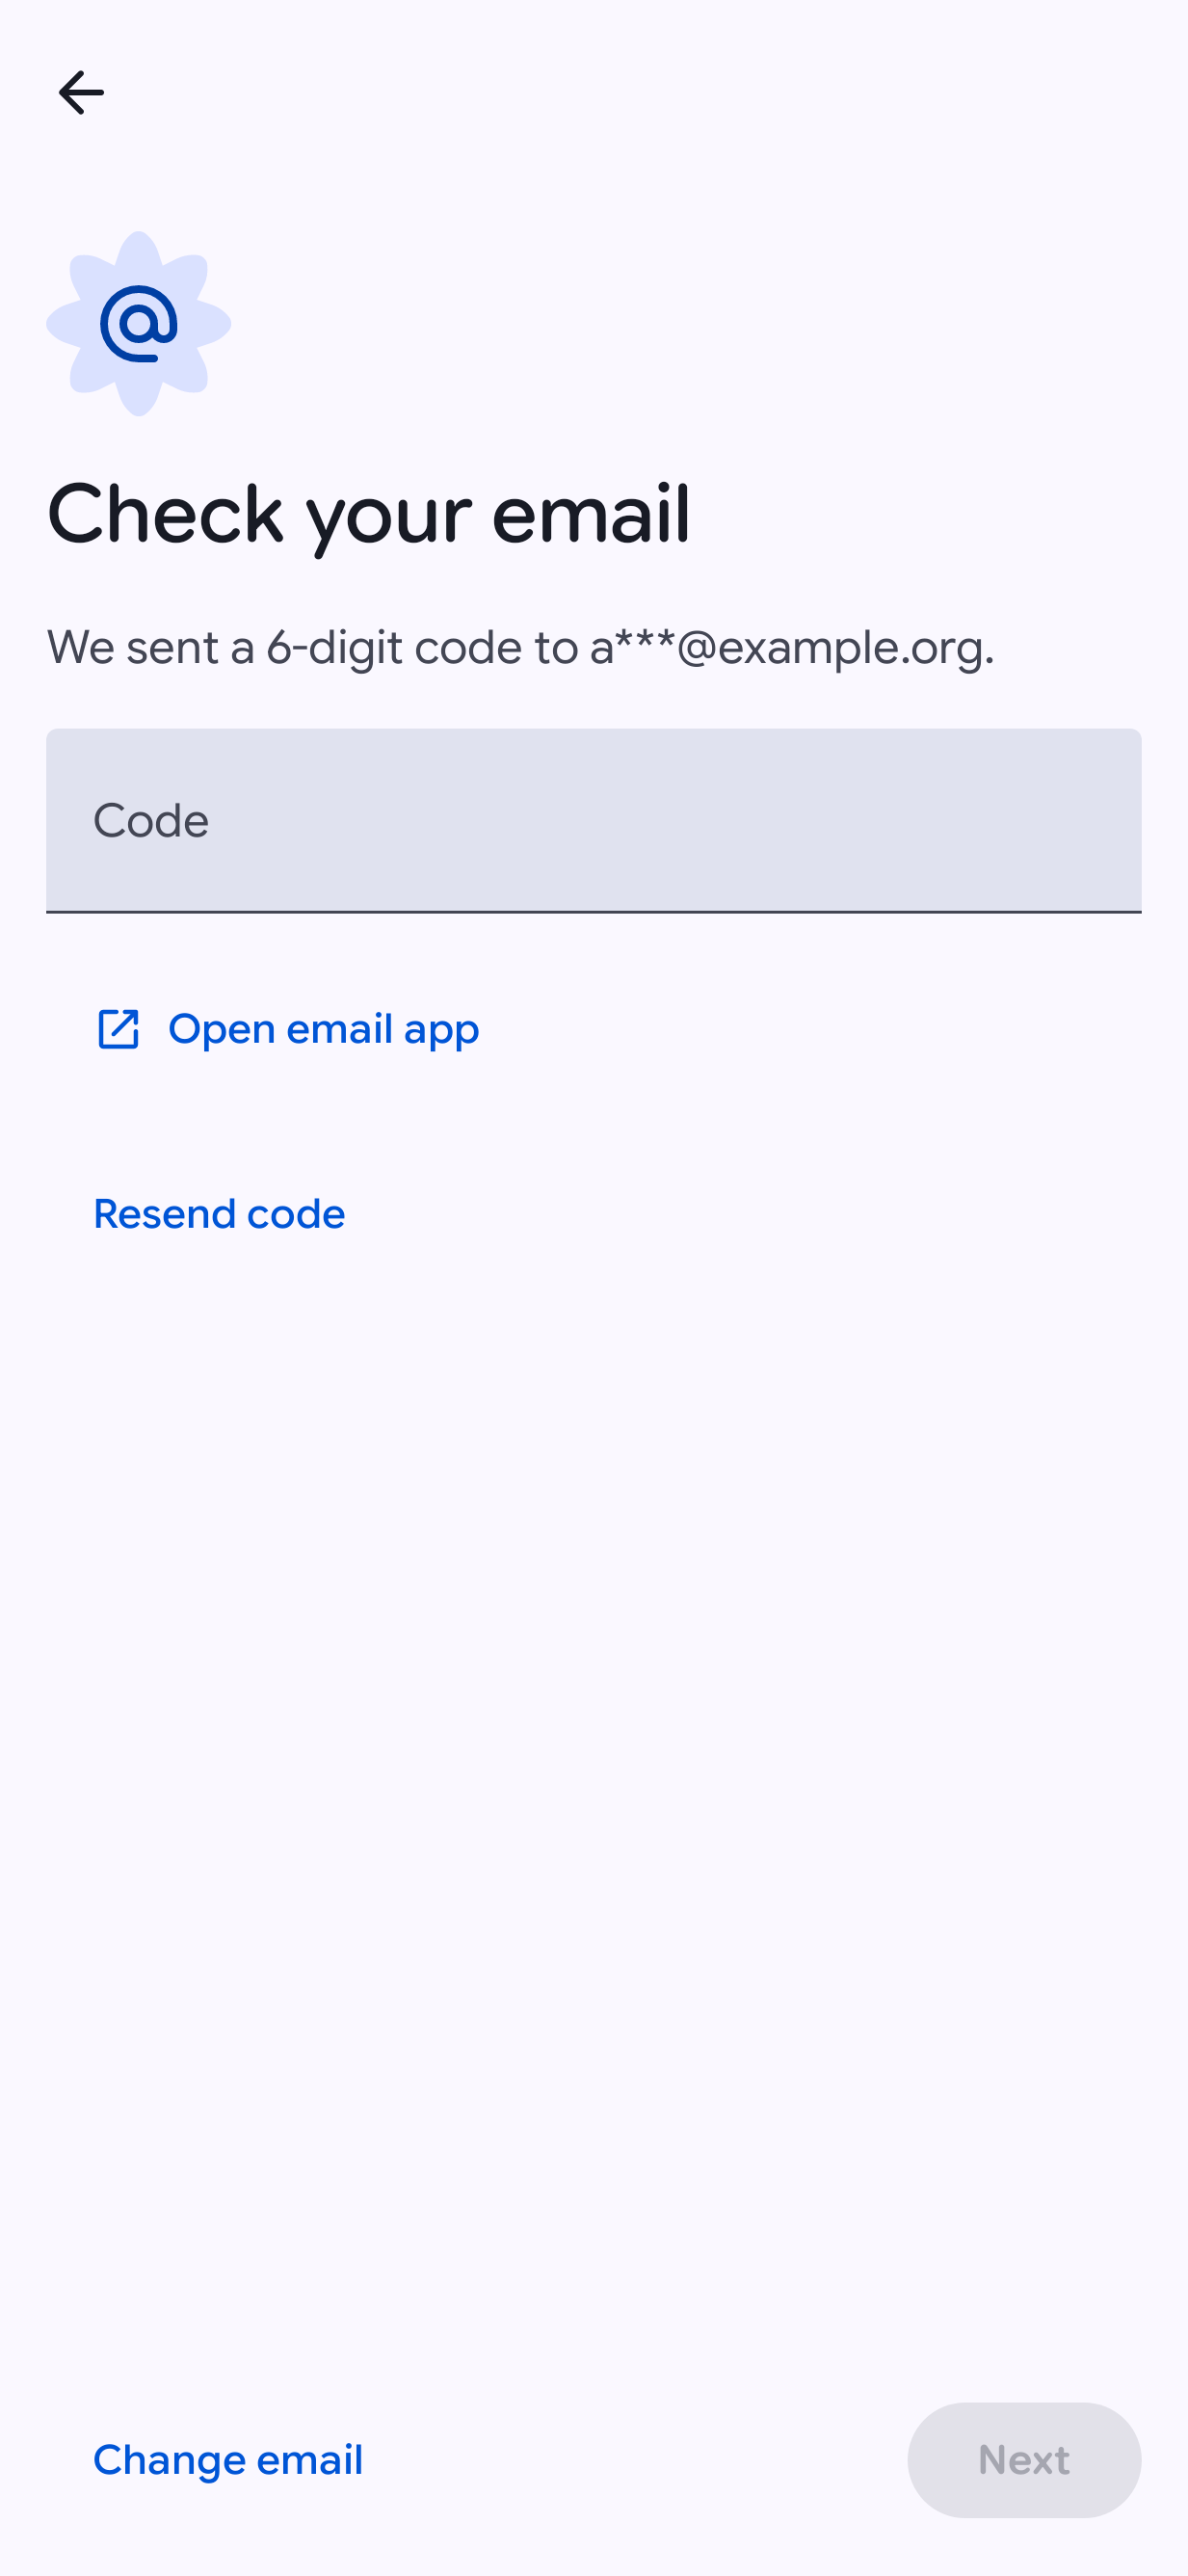 Check your email
We sent a 6-digit code to a***@example.org.
Code
Open email app
Resend code
Change email
Next